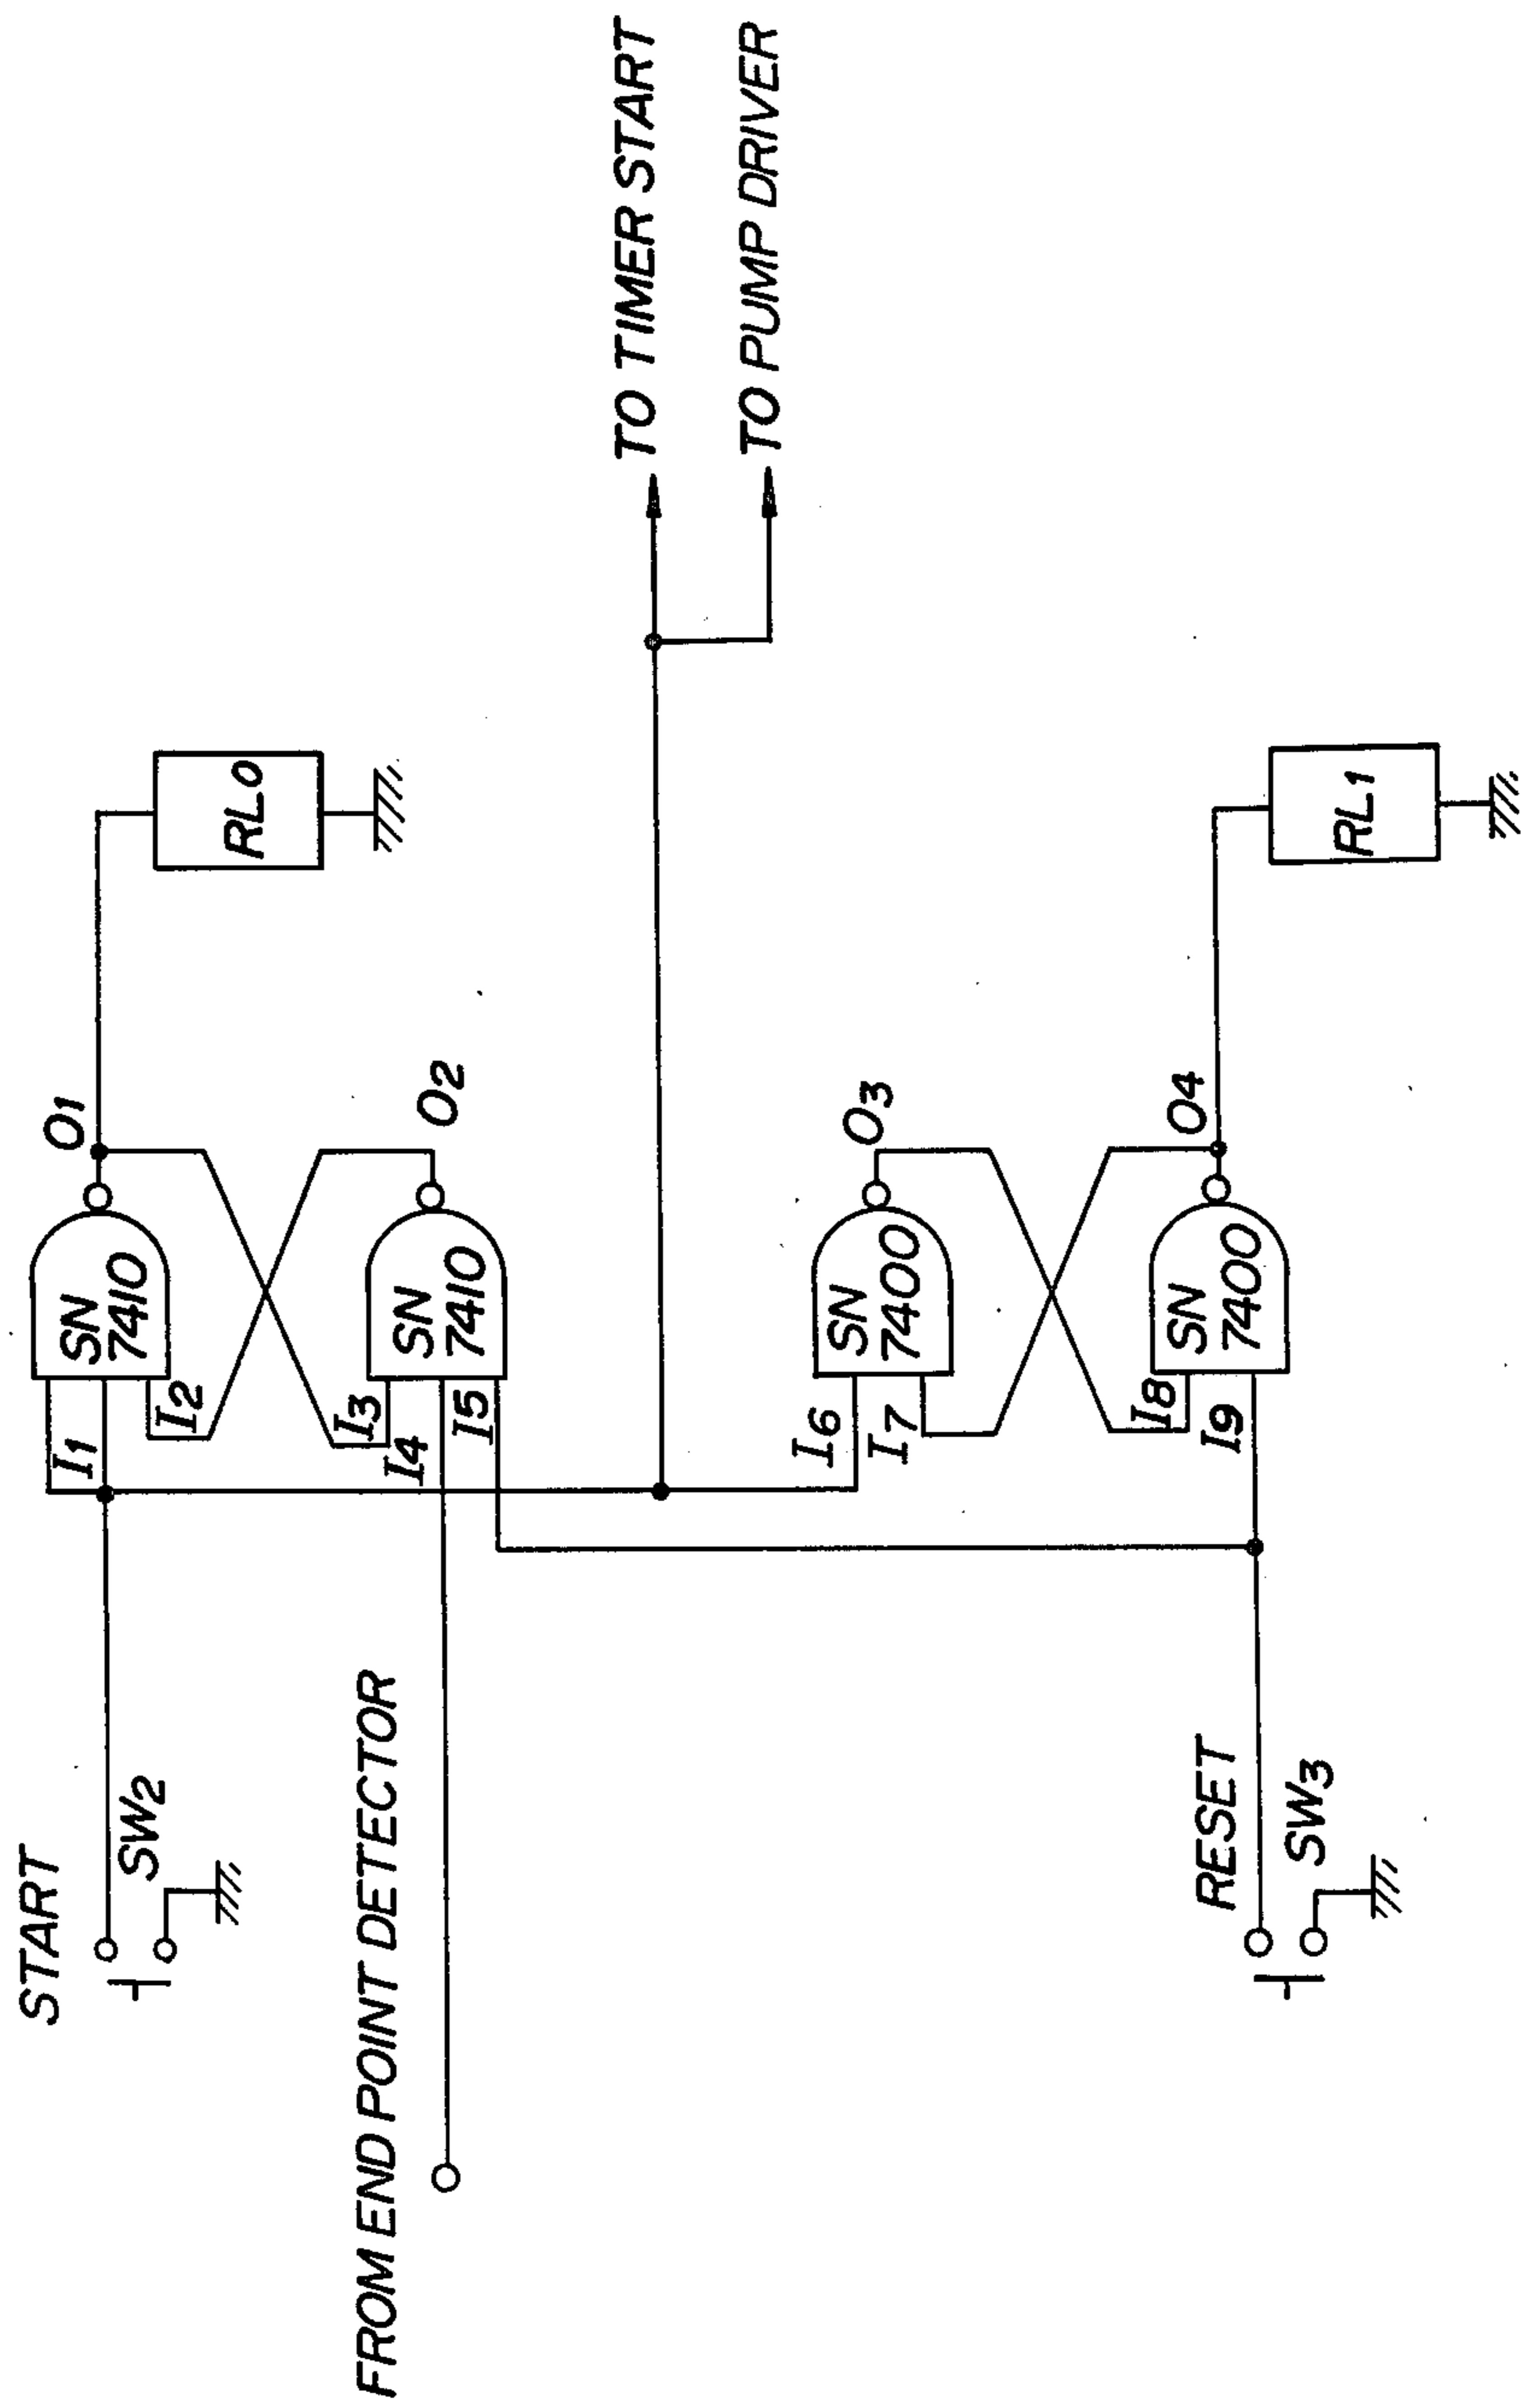 START
SW2
FROM END POINT DETECTOR
RESET
SW3
I1
I2
I3
I4
I5
I6
I7
I8
I9
SN
7410
SN
7410
SN
7400
SN
7400
O1
O2
O3
O4
RL0
RL1
TO TIMER START
TO PUMP DRIVER